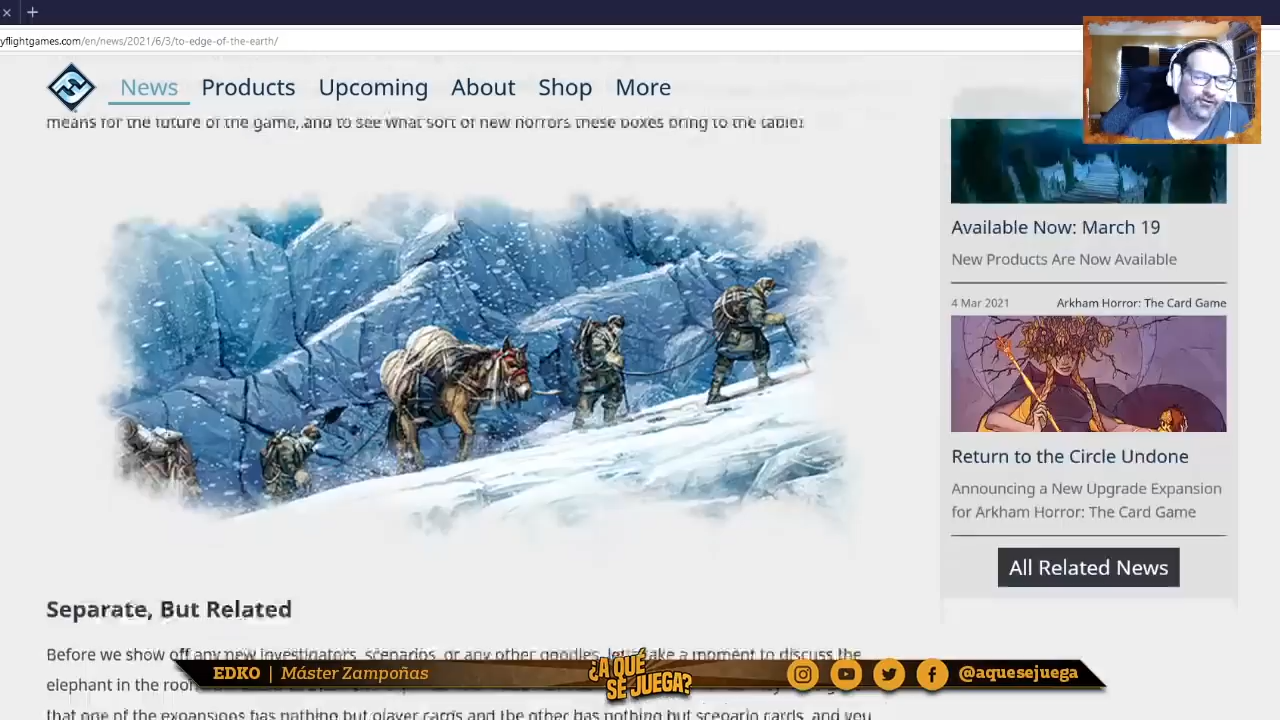 yflightgames.com/en/news/2021/6/3/to-edge-of-the-earth/
News Products Upcoming About Shop More
means for the future of the game, and to see what sort of new horrors these boxes bring to the table!
Available Now: March 19
New Products Are Now Available
4 Mar 2021 Arkham Horror: The Card Game
Return to the Circle Undone
Announcing a New Upgrade Expansion
for Arkham Horror: The Card Game
All Related News
Separate, But Related
Before we show off any new investigators, scenarios, or any other goodies, let's take a moment to discuss the
elephant in the room
that one of the expansions has nothing but player cards and the other has nothing but scenario cards, and you
EDKO | Máster Zampoñas
¿A QUÉ
SE JUEGA?
@aquesejuega